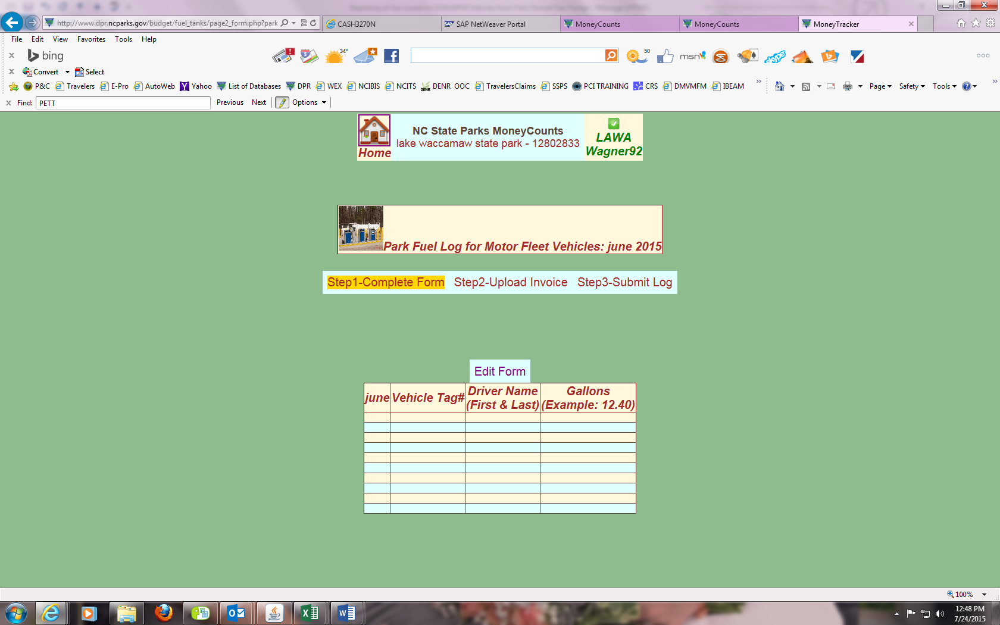 http://www.dpr.ncparks.gov/budget/fuel_tanks/page2_form.php?park
CASH3270N
SAP NetWeaver Portal
MoneyCounts
MoneyCounts
MoneyTracker
File Edit View Favorites Tools Help
bing
34°
50
msn
skype
Convert Select
P&C Travelers E-Pro AutoWeb Yahoo List of Databases DPR WEX NCIBIS NCITS DENR OOC TravelersClaims SSPS PCI TRAINING CRS DMVMFM IBEAM Page Safety Tools
Find: PETT Previous Next Options
NC State Parks MoneyCounts
lake waccamaw state park - 12802833
Home
LAWA
Wagner92
Park Fuel Log for Motor Fleet Vehicles: june 2015
Step1-Complete Form Step2-Upload Invoice Step3-Submit Log
Edit Form
june Vehicle Tag# Driver Name (First & Last) Gallons (Example: 12.40)
100%
12:48 PM
7/24/2015